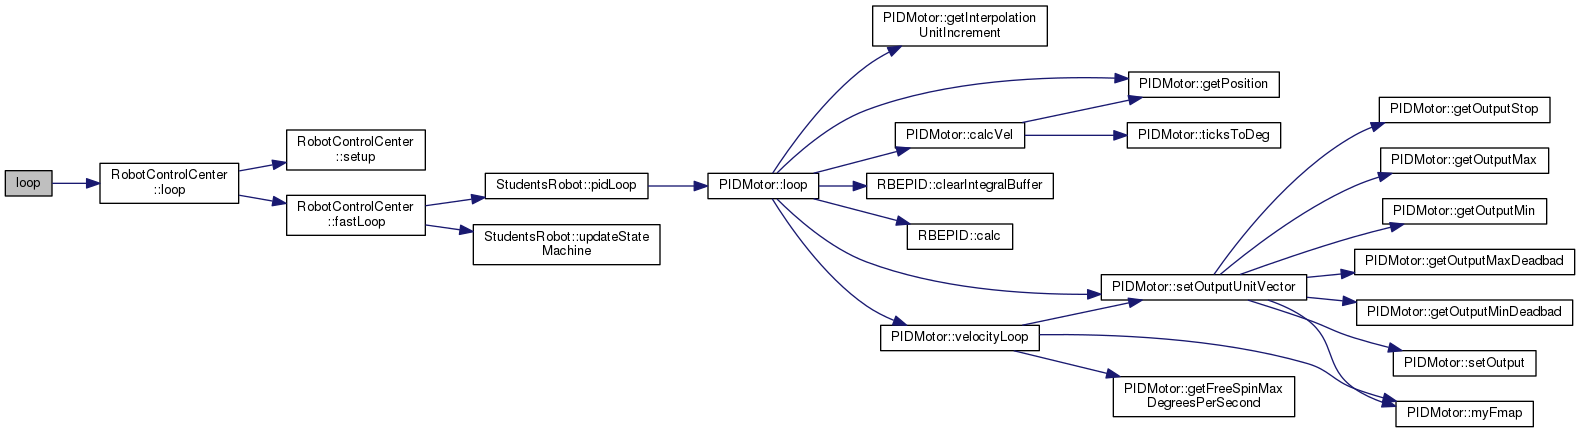 loop
RobotControlCenter
::loop
RobotControlCenter
::setup
RobotControlCenter
::fastLoop
StudentsRobot::pidLoop
StudentsRobot::updateState
Machine
PIDMotor::loop
PIDMotor::getInterpolation
UnitIncrement
PIDMotor::getPosition
PIDMotor::calcVel
PIDMotor::ticksToDeg
RBEPID::clearIntegralBuffer
RBEPID::calc
PIDMotor::setOutputUnitVector
PIDMotor::velocityLoop
PIDMotor::getFreeSpinMax
DegreesPerSecond
PIDMotor::getOutputStop
PIDMotor::getOutputMax
PIDMotor::getOutputMin
PIDMotor::getOutputMaxDeadbad
PIDMotor::getOutputMinDeadbad
PIDMotor::setOutput
PIDMotor::myFmap